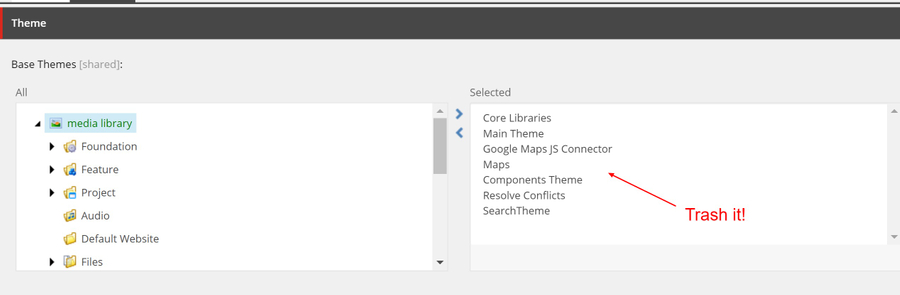 Theme
Base Themes [shared]:
All
Selected
media library
Foundation
Feature
Project
Audio
Default Website
Files
Core Libraries
Main Theme
Google Maps JS Connector
Maps
Components Theme
Resolve Conflicts
SearchTheme
Trash it!